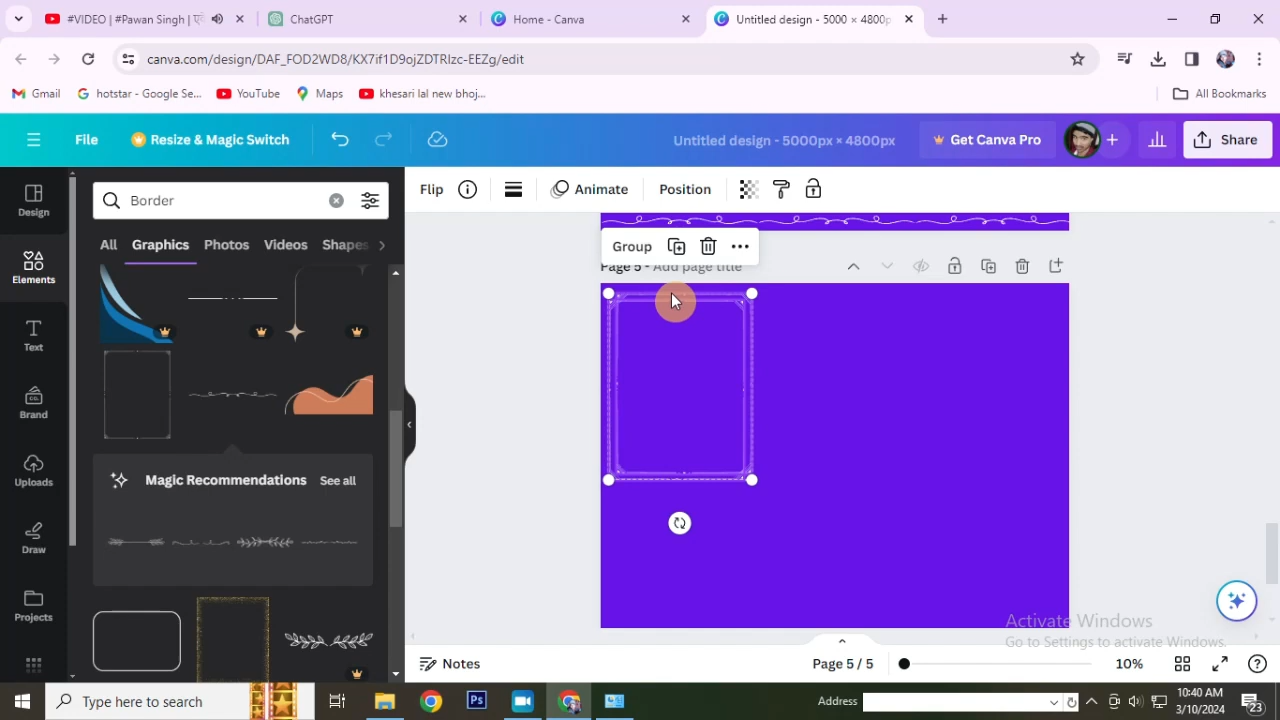 #VIDEO | #Pawan Singh |
ChatGPT
Home - Canva
Untitled design - 5000 × 4800p
canva.com/design/DAF_FOD2WD8/KX7if1D9ojZDTRIzc-EEZg/edit
Gmail
hotstar - Google Se...
YouTube
Maps
khesari lal new bhoj...
All Bookmarks
File
Resize & Magic Switch
Untitled design - 5000px × 4800px
Get Canva Pro
Share
Design
Elements
Text
Brand
Uploads
Draw
Projects
Border
All
Graphics
Photos
Videos
Shapes
Magic Recommendations
See all
Flip
Animate
Position
Group
Page 5 - Add page title
Activate Windows
Go to Settings to activate Windows.
Notes
Page 5 / 5
10%
Type here to search
Address
10:40 AM
3/10/2024
23